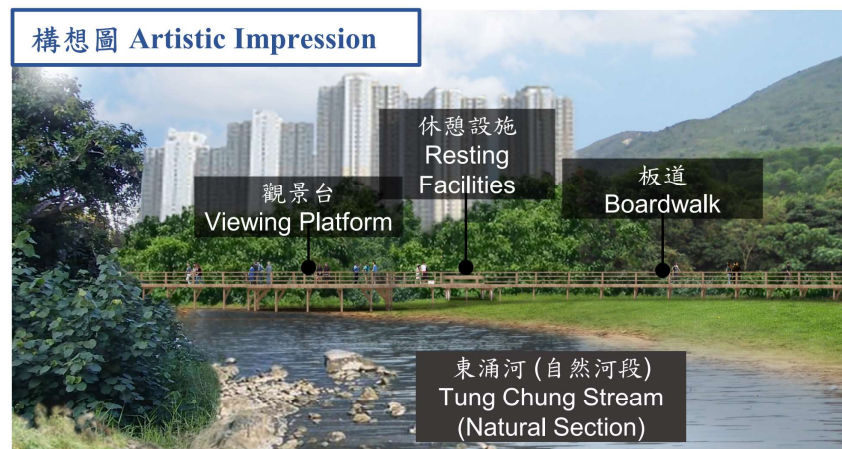 構想圖 Artistic Impression
休憩設施
Resting
Facilities
觀景台
Viewing Platform
板道
Boardwalk
東涌河 (自然河段)
Tung Chung Stream
(Natural Section)